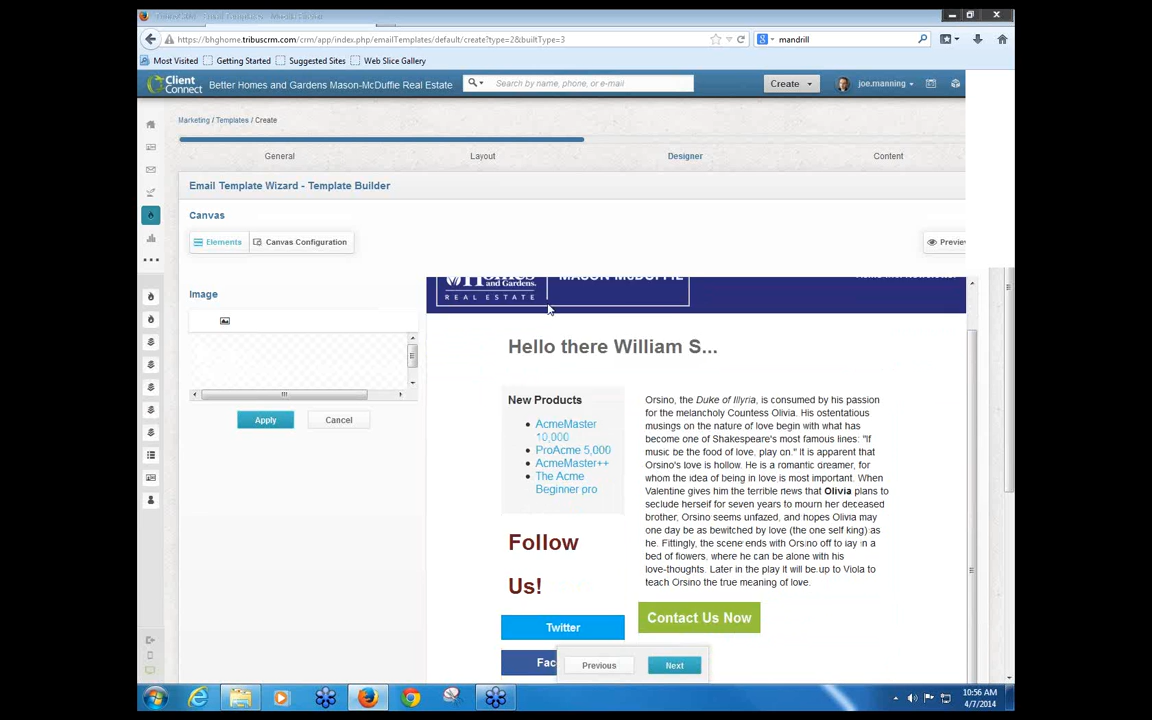 https://bhghome.tribuscrm.com/crm/app/index.php/emailTemplates/default/create?type=2&builtType=3
mandrill
Most Visited
Getting Started
Suggested Sites
Web Slice Gallery
Client Connect
Better Homes and Gardens Mason-McDuffie Real Estate
Search by name, phone, or e-mail
Create
joe.manning
Marketing / Templates / Create
General
Layout
Designer
Content
Email Template Wizard - Template Builder
Canvas
Elements
Canvas Configuration
Preview
Image
Apply
Cancel
and Gardens.
REAL ESTATE
MASON MCDUFFIE
Hello there William S...
New Products
AcmeMaster
10,000
ProAcme 5,000
AcmeMaster++
The Acme
Beginner pro
Follow
Us!
Twitter
Fac
Orsino, the Duke of Illyria, is consumed by his passion
for the melancholy Countess Olivia. His ostentatious
musings on the nature of love begin with what has
become one of Shakespeare's most famous lines: "If
music be the food of love, play on." It is apparent that
Orsino's love is hollow. He is a romantic dreamer, for
whom the idea of being in love is most important. When
Valentine gives him the terrible news that Olivia plans to
seclude herself for seven years to mourn her deceased
brother, Orsino seems unfazed, and hopes Olivia may
one day be as bewitched by love (the one self king) as
he. Fittingly, the scene ends with Orsino off to lay in a
bed of flowers, where he can be alone with his
love-thoughts. Later in the play it will be up to Viola to
teach Orsino the true meaning of love.
Contact Us Now
Previous
Next
10:56 AM
4/7/2014